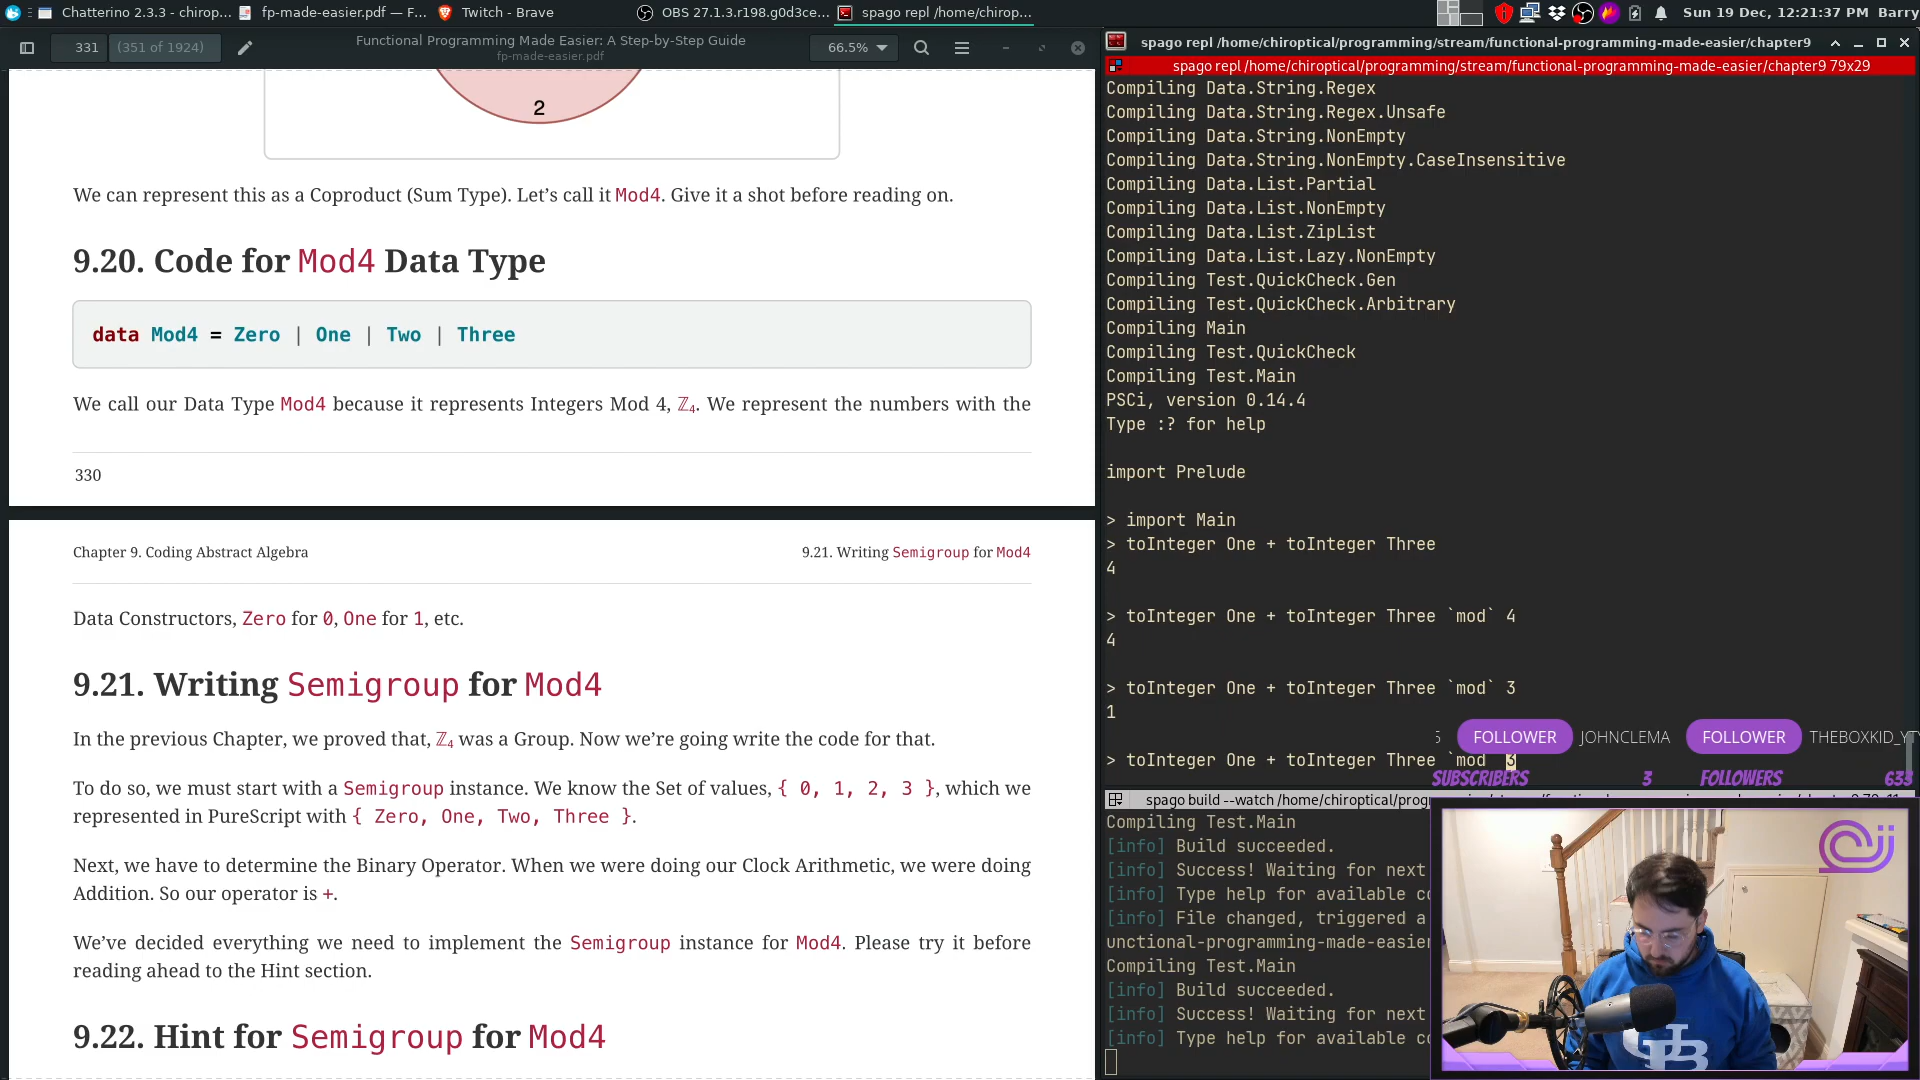 Chatterino 2.3.3 - chirop...
fp-made-easier.pdf — F...
Twitch - Brave
OBS 27.1.3.r198.g0d3ce...
spago repl /home/chirop...
Sun 19 Dec, 12:21:37 PM Barry
331 (351 of 1924)
Functional Programming Made Easier: A Step-by-Step Guide
fp-made-easier.pdf
66.5%
2
We can represent this as a Coproduct (Sum Type). Let’s call it Mod4. Give it a shot before reading on.
9.20. Code for Mod4 Data Type
data Mod4 = Zero | One | Two | Three
We call our Data Type Mod4 because it represents Integers Mod 4, ℤ₄. We represent the numbers with the
330
Chapter 9. Coding Abstract Algebra
9.21. Writing Semigroup for Mod4
Data Constructors, Zero for 0, One for 1, etc.
9.21. Writing Semigroup for Mod4
In the previous Chapter, we proved that, ℤ₄ was a Group. Now we’re going write the code for that.
To do so, we must start with a Semigroup instance. We know the Set of values, { 0, 1, 2, 3 }, which we
represented in PureScript with { Zero, One, Two, Three }.
Next, we have to determine the Binary Operator. When we were doing our Clock Arithmetic, we were doing
Addition. So our operator is +.
We’ve decided everything we need to implement the Semigroup instance for Mod4. Please try it before
reading ahead to the Hint section.
9.22. Hint for Semigroup for Mod4
spago repl /home/chiroptical/programming/stream/functional-programming-made-easier/chapter9
spago repl /home/chiroptical/programming/stream/functional-programming-made-easier/chapter9 79x29
Compiling Data.String.Regex
Compiling Data.String.Regex.Unsafe
Compiling Data.String.NonEmpty
Compiling Data.String.NonEmpty.CaseInsensitive
Compiling Data.List.Partial
Compiling Data.List.NonEmpty
Compiling Data.List.ZipList
Compiling Data.List.Lazy.NonEmpty
Compiling Test.QuickCheck.Gen
Compiling Test.QuickCheck.Arbitrary
Compiling Main
Compiling Test.QuickCheck
Compiling Test.Main
PSCi, version 0.14.4
Type :? for help
import Prelude
> import Main
> toInteger One + toInteger Three
4
> toInteger One + toInteger Three `mod` 4
4
> toInteger One + toInteger Three `mod` 3
1
5 FOLLOWER JOHNCLEMA FOLLOWER THEBOXKID_YT
> toInteger One + toInteger Three `mod 3
SUBSCRIBERS 3 FOLLOWERS 633
spago build --watch /home/chiroptical/prog
Compiling Test.Main
[info] Build succeeded.
[info] Success! Waiting for next
[info] Type help for available co
[info] File changed, triggered a
unctional-programming-made-easier
Compiling Test.Main
[info] Build succeeded.
[info] Success! Waiting for next
[info] Type help for available co